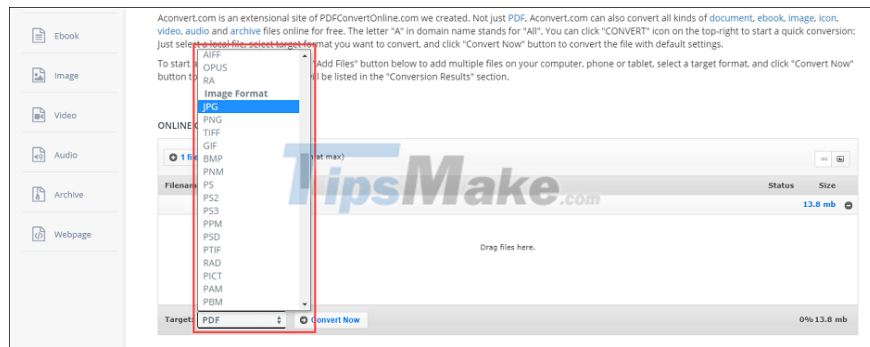 Aconvert.com is an extensional site of PDFConvertOnline.com we created. Not just PDF, Aconvert.com can also convert all kinds of document, ebook, image, icon,
video, audio and archive files online for free. The letter "A" in domain name stands for "All". You can click "CONVERT" icon on the top-right to start a quick conversion:
Just select a local file, select target format you want to convert, and click "Convert Now" button to convert the file with default settings.
To start a "Add Files" button below to add multiple files on your computer, phone or tablet, select a target format, and click "Convert Now"
button to will be listed in the "Conversion Results" section.
Ebook
Image
Video
Audio
Archive
Webpage
AIFF
OPUS
RA
Image Format
JPG
PNG
TIFF
GIF
BMP
PNM
PS
PS2
PS3
PPM
PSD
PTIF
RAD
PICT
PAM
PBM
ONLINE
1 file at max)
Filename Status Size
13.8 mb
Drag files here.
TipsMake.com
Target: PDF Convert Now 0% 13.8 mb